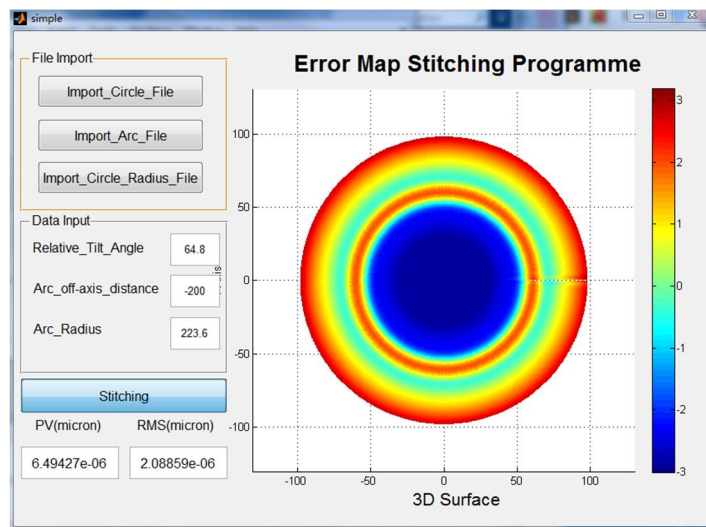 simple
File Import
Import_Circle_File
Import_Arc_File
Import_Circle_Radius_File
Data Input
Relative_Tilt_Angle 64.8
Arc_off-axis_distance -200
Arc_Radius 223.6
Stitching
PV(micron) RMS(micron)
6.49427e-06 2.08859e-06
Error Map Stitching Programme
100
50
0
-50
-100
-100 -50 0 50 100
3D Surface
3
2
1
0
-1
-2
-3